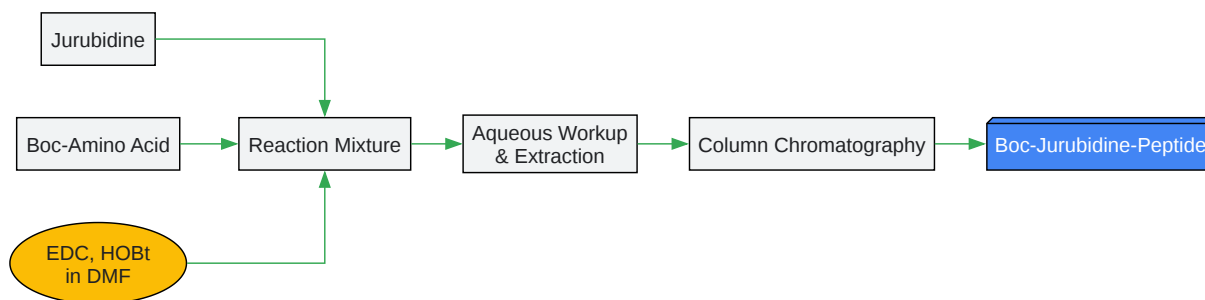 Jurubidine
Boc-Amino Acid
EDC, HOBt
in DMF
Reaction Mixture
Aqueous Workup
& Extraction
Column Chromatography
Boc-Jurubidine-Peptide